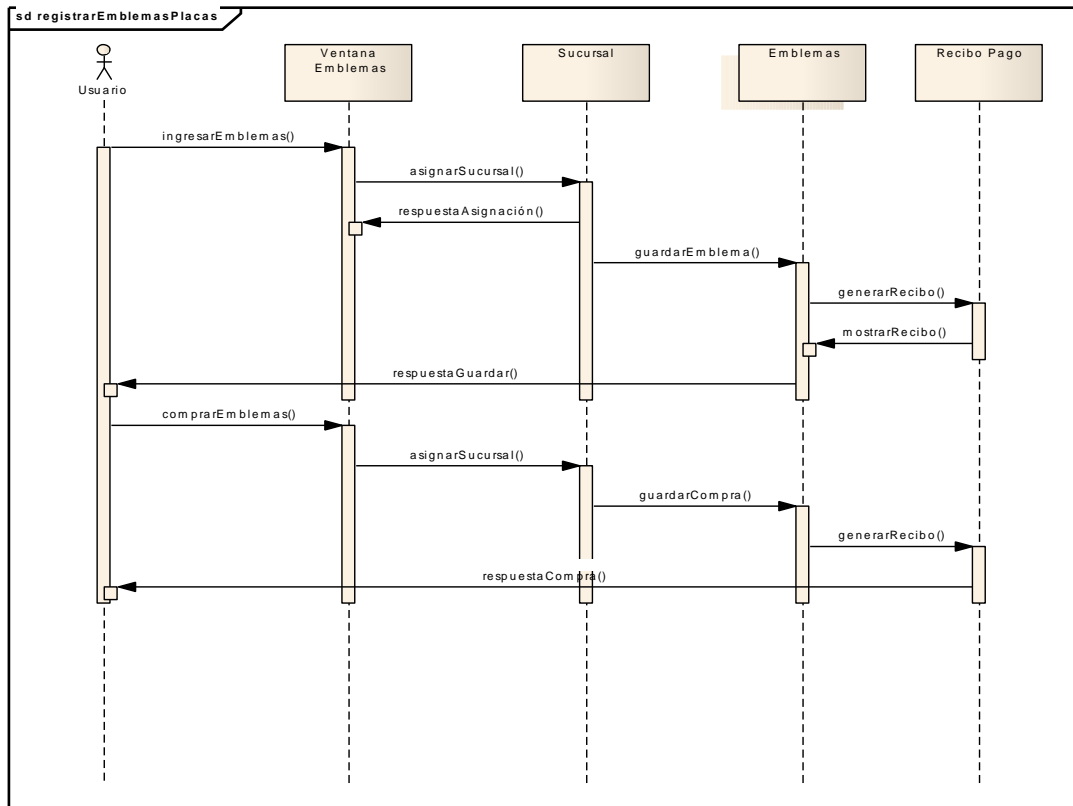 sd registrarEmblemasPlacas
Usuario
Ventana
Emblemas
Sucursal
Emblemas
Recibo Pago
ingresarEmblemas()
asignarSucursal()
respuestaAsignación()
guardarEmblema()
generarRecibo()
mostrarRecibo()
respuestaGuardar()
comprarEmblemas()
asignarSucursal()
guardarCompra()
generarRecibo()
respuestaCompra()